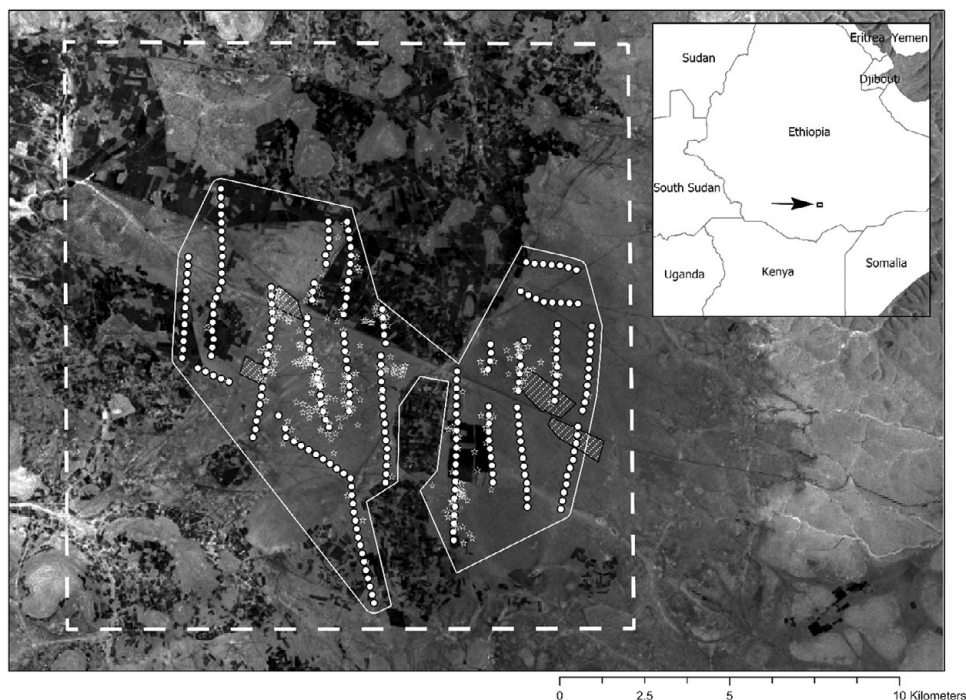 Eritrea Yemen
Sudan
Djibouti
Ethiopia
South Sudan
Uganda
Kenya
Somalia
0 2.5 5 10 Kilometers